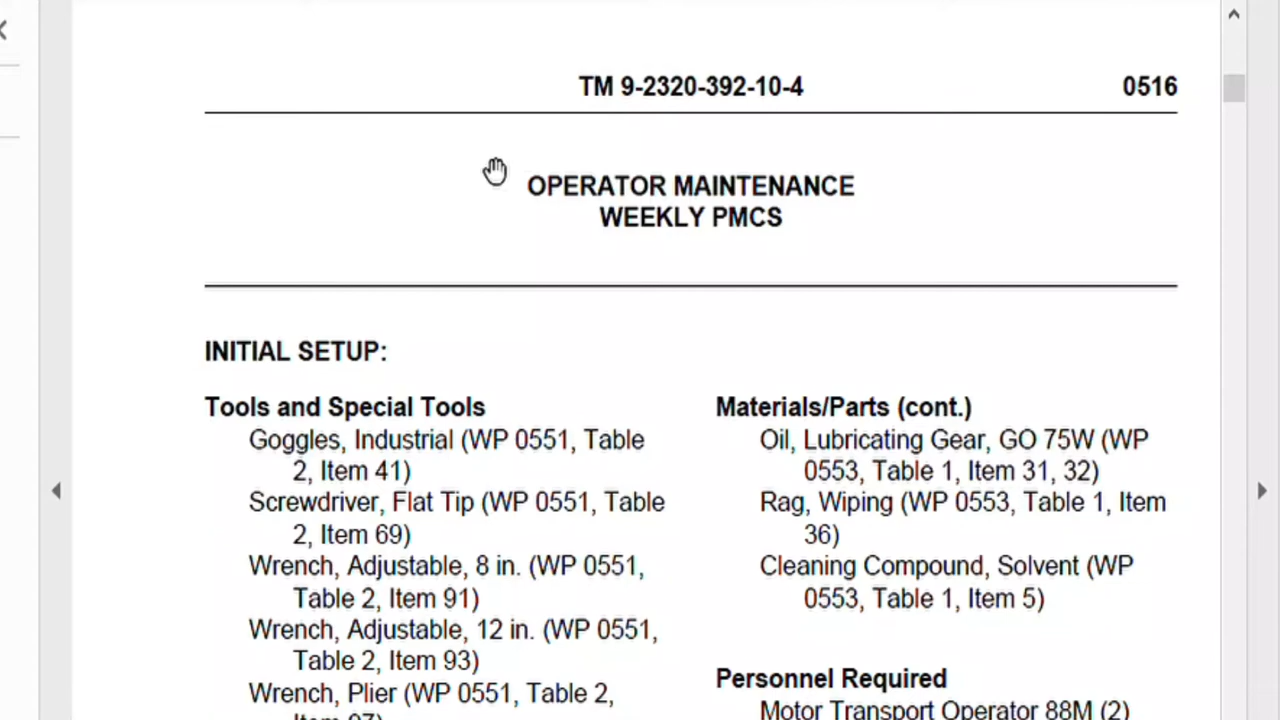 TM 9-2320-392-10-4 0516
OPERATOR MAINTENANCE
WEEKLY PMCS
INITIAL SETUP:
Tools and Special Tools
Goggles, Industrial (WP 0551, Table
2, Item 41)
Screwdriver, Flat Tip (WP 0551, Table
2, Item 69)
Wrench, Adjustable, 8 in. (WP 0551,
Table 2, Item 91)
Wrench, Adjustable, 12 in. (WP 0551,
Table 2, Item 93)
Wrench, Plier (WP 0551, Table 2,
Item 97)
Materials/Parts (cont.)
Oil, Lubricating Gear, GO 75W (WP
0553, Table 1, Item 31, 32)
Rag, Wiping (WP 0553, Table 1, Item
36)
Cleaning Compound, Solvent (WP
0553, Table 1, Item 5)
Personnel Required
Motor Transport Operator 88M (2)